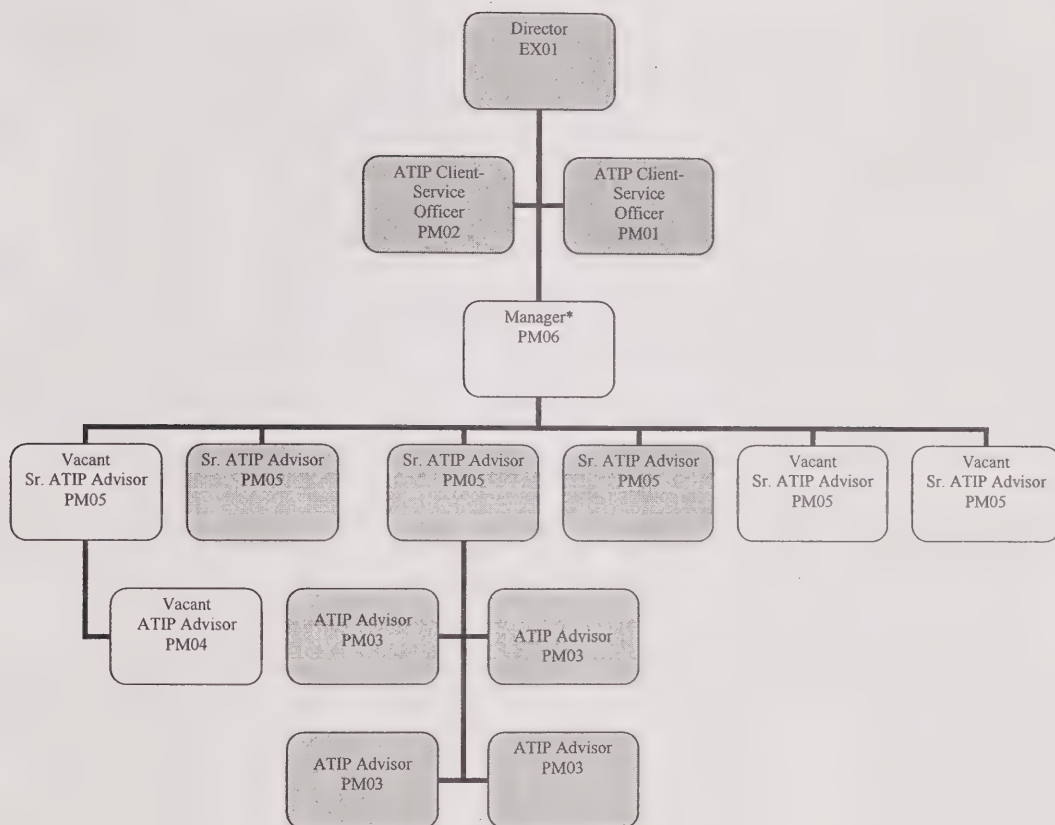 Director
EX01
ATIP Client-
Service
Officer
PM02
ATIP Client-
Service
Officer
PM01
Manager*
PM06
Vacant
Sr. ATIP Advisor
PM05
Sr. ATIP Advisor
PM05
Sr. ATIP Advisor
PM05
Sr. ATIP Advisor
PM05
Vacant
Sr. ATIP Advisor
PM05
Vacant
Sr. ATIP Advisor
PM05
Vacant
ATIP Advisor
PM04
ATIP Advisor
PM03
ATIP Advisor
PM03
ATIP Advisor
PM03
ATIP Advisor
PM03